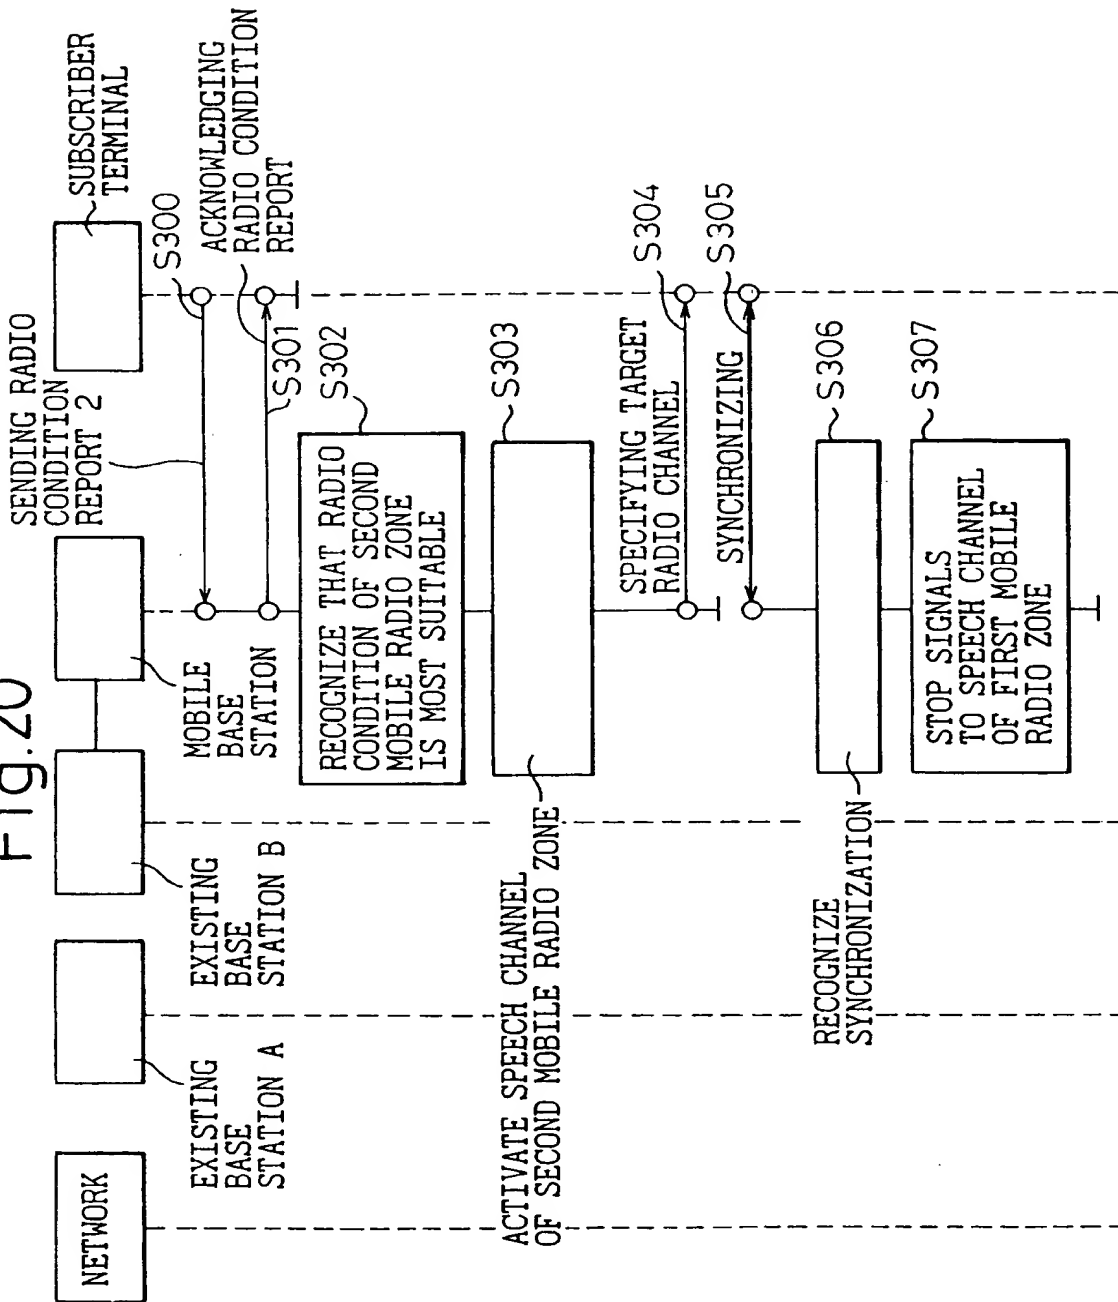 Fig.20
NETWORK
EXISTING
BASE
STATION A
EXISTING
BASE
STATION B
MOBILE
BASE
STATION
SUBSCRIBER
TERMINAL
SENDING RADIO
CONDITION
REPORT 2
S300
ACKNOWLEDGING
RADIO CONDITION
REPORT
S301
RECOGNIZE THAT RADIO
CONDITION OF SECOND
MOBILE RADIO ZONE
IS MOST SUITABLE
S302
ACTIVATE SPEECH CHANNEL
OF SECOND MOBILE RADIO ZONE
S303
SPECIFYING TARGET
RADIO CHANNEL
S304
SYNCHRONIZING
S305
RECOGNIZE
SYNCHRONIZATION
S306
STOP SIGNALS
TO SPEECH CHANNEL
OF FIRST MOBILE
RADIO ZONE
S307